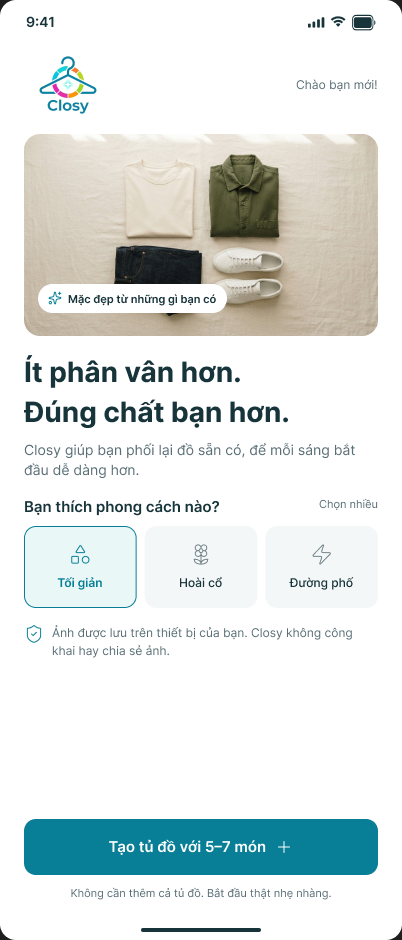 9:41
Closy
Chào bạn mới!
Mặc đẹp từ những gì bạn có
Ít phân vân hơn.
Đúng chất bạn hơn.
Closy giúp bạn phối lại đồ sẵn có, để mỗi sáng bắt
đầu dễ dàng hơn.
Bạn thích phong cách nào?
Chọn nhiều
Tối giản
Hoài cổ
Đường phố
Ảnh được lưu trên thiết bị của bạn. Closy không công
khai hay chia sẻ ảnh.
Tạo tủ đồ với 5–7 món
Không cần thêm cả tủ đồ. Bắt đầu thật nhẹ nhàng.